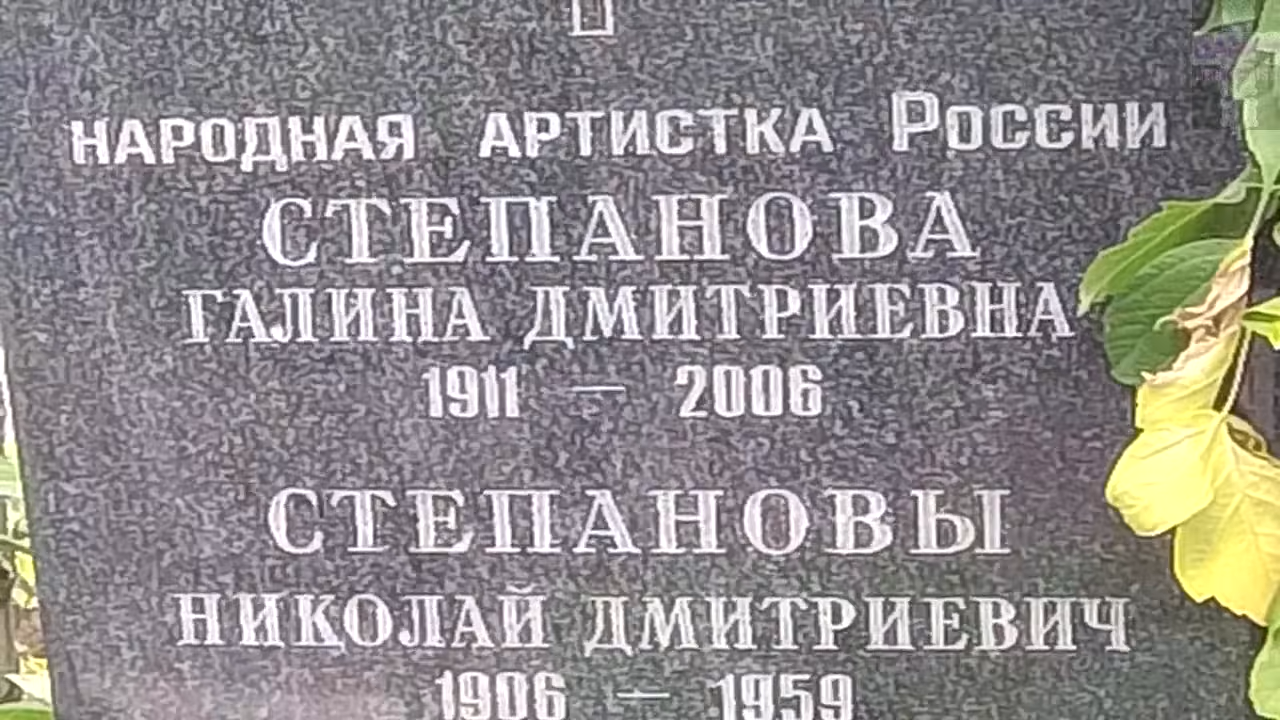 НАРОДНАЯ АРТИСТКА РОССИИ
СТЕПАНОВА
ГАЛИНА ДМИТРИЕВНА
1911 — 2006
СТЕПАНОВЫ
НИКОЛАЙ ДМИТРИЕВИЧ
1906 — 1959